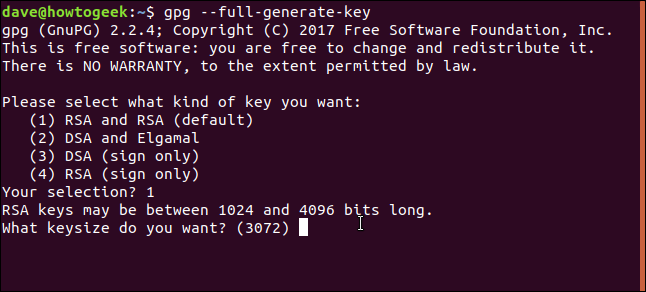 dave@howtogeek:~$ gpg --full-generate-key
gpg (GnuPG) 2.2.4; Copyright (C) 2017 Free Software Foundation, Inc.
This is free software: you are free to change and redistribute it.
There is NO WARRANTY, to the extent permitted by law.

Please select what kind of key you want:
   (1) RSA and RSA (default)
   (2) DSA and Elgamal
   (3) DSA (sign only)
   (4) RSA (sign only)
Your selection? 1
RSA keys may be between 1024 and 4096 bits long.
What keysize do you want? (3072)